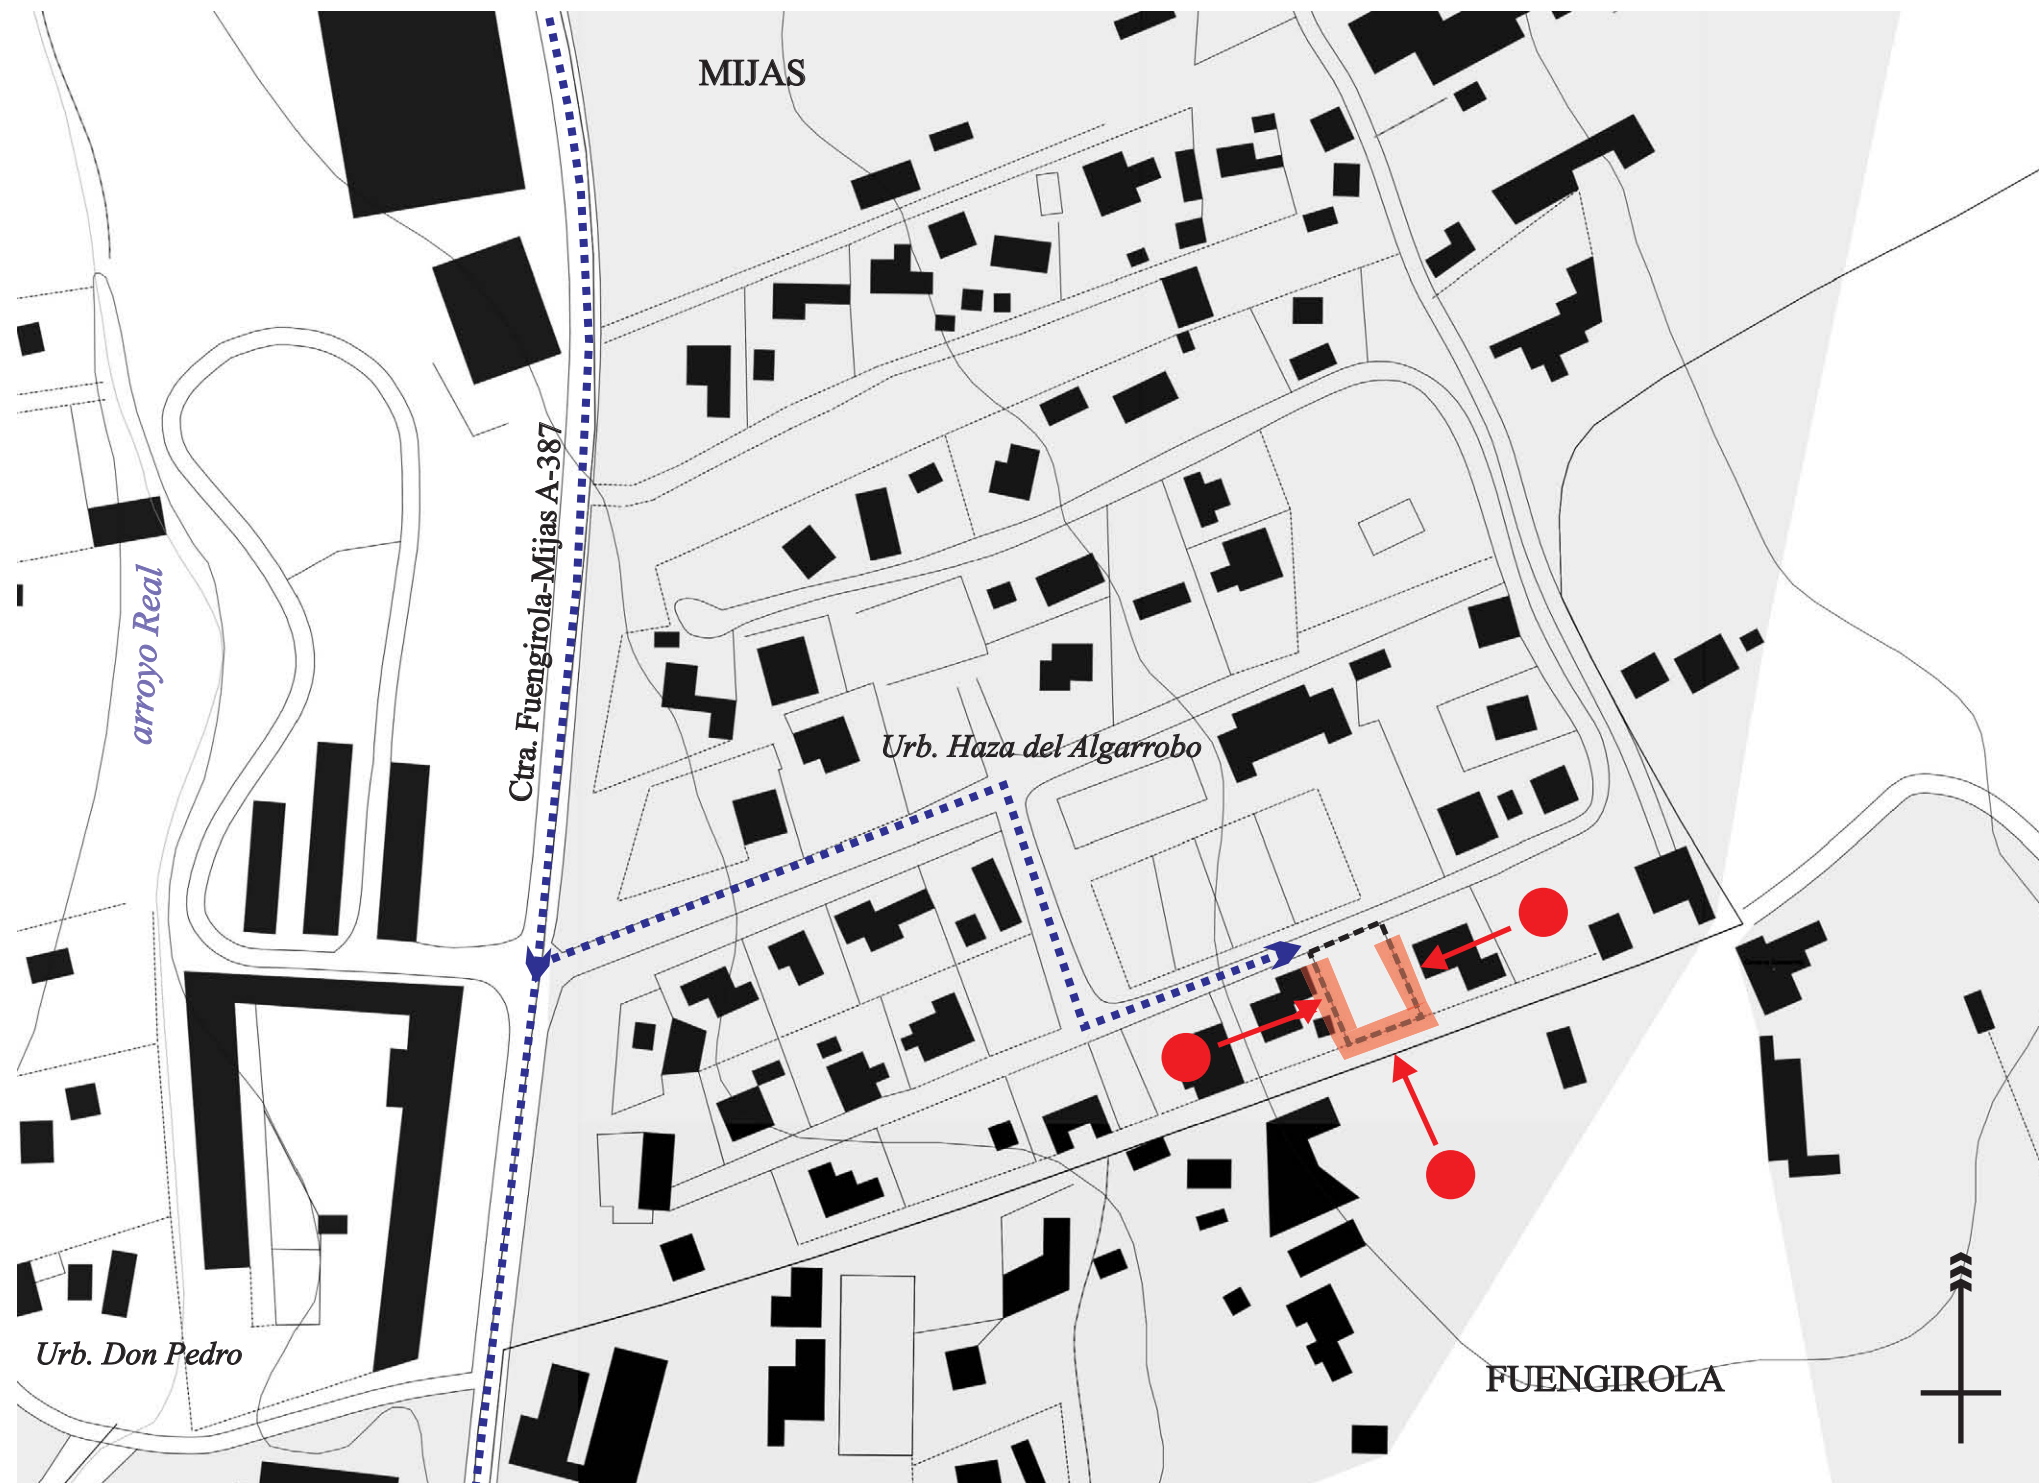 MIJAS
Ctra. Fuengirola-Mijas A-387
arroyo Real
Urb. Haza del Algarrobo
Urb. Don Pedro
FUENGIROLA